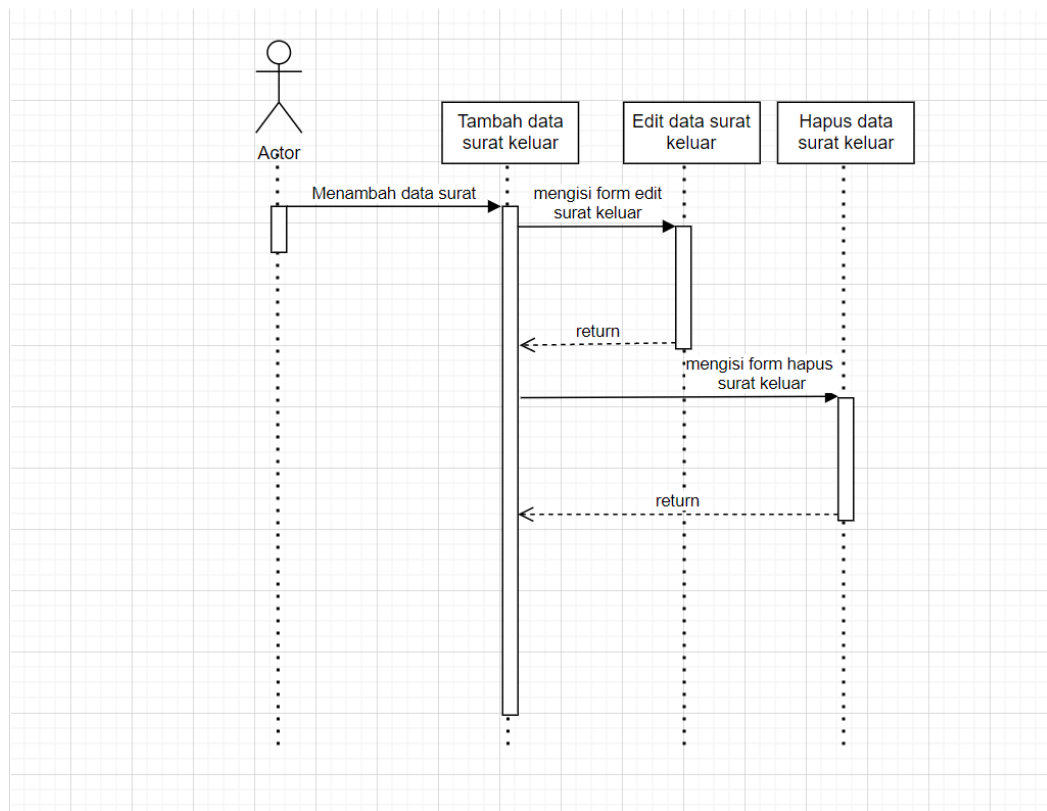 Actor
Tambah data
surat keluar
Edit data surat
keluar
Hapus data
surat keluar
Menambah data surat
mengisi form edit
surat keluar
return
mengisi form hapus
surat keluar
return